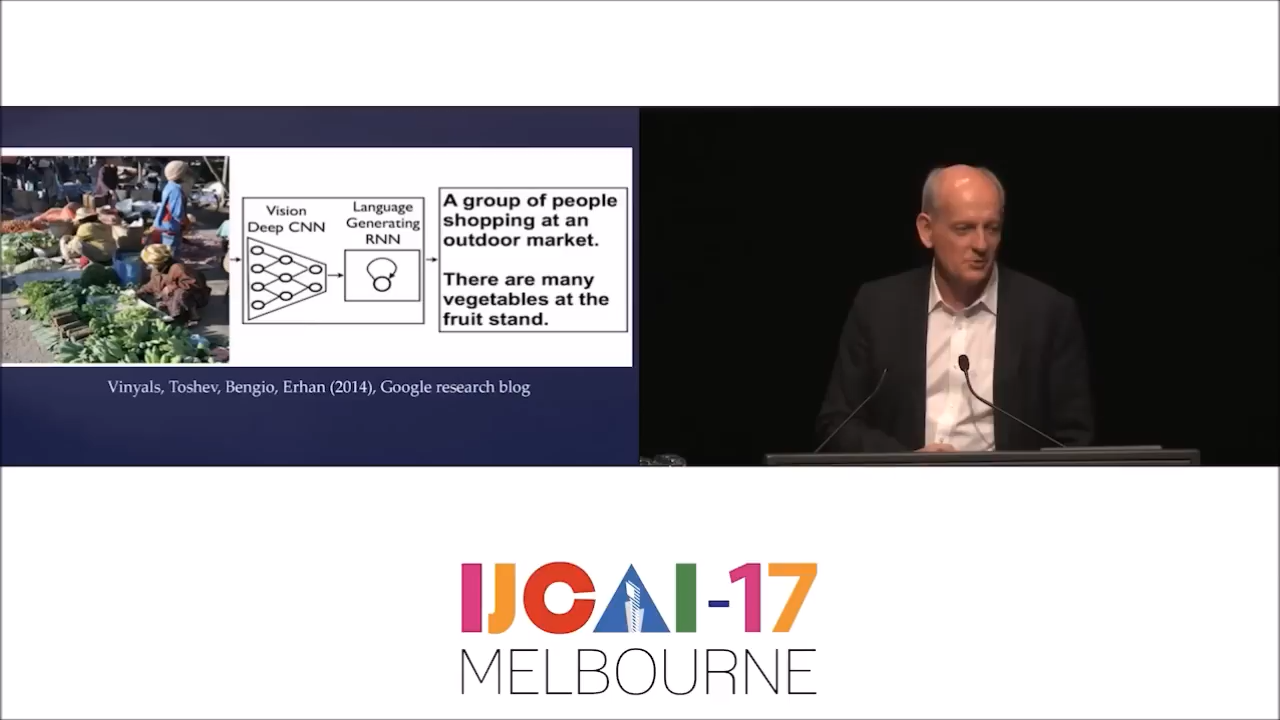 Vision
Deep CNN
Language
Generating
RNN
A group of people
shopping at an
outdoor market.
There are many
vegetables at the
fruit stand.
Vinyals, Toshev, Bengio, Erhan (2014), Google research blog
IJCAI-17
MELBOURNE